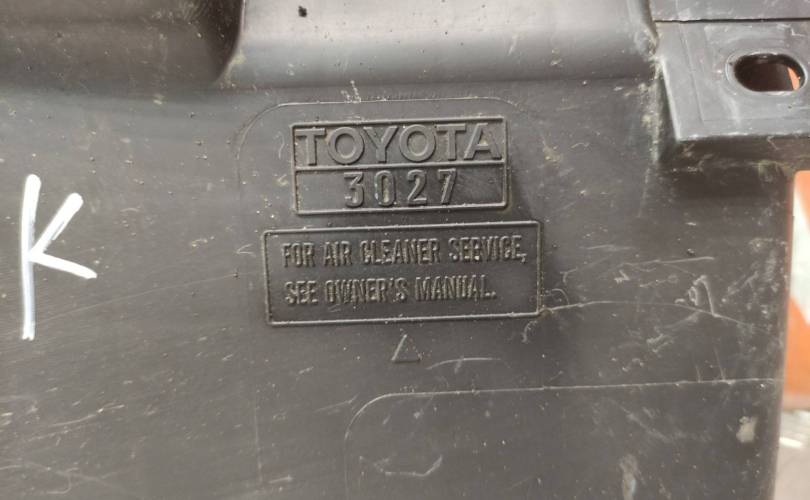 TOYOTA
3027
K
FOR AIR CLEANER SERVICE,
SEE OWNER'S MANUAL.